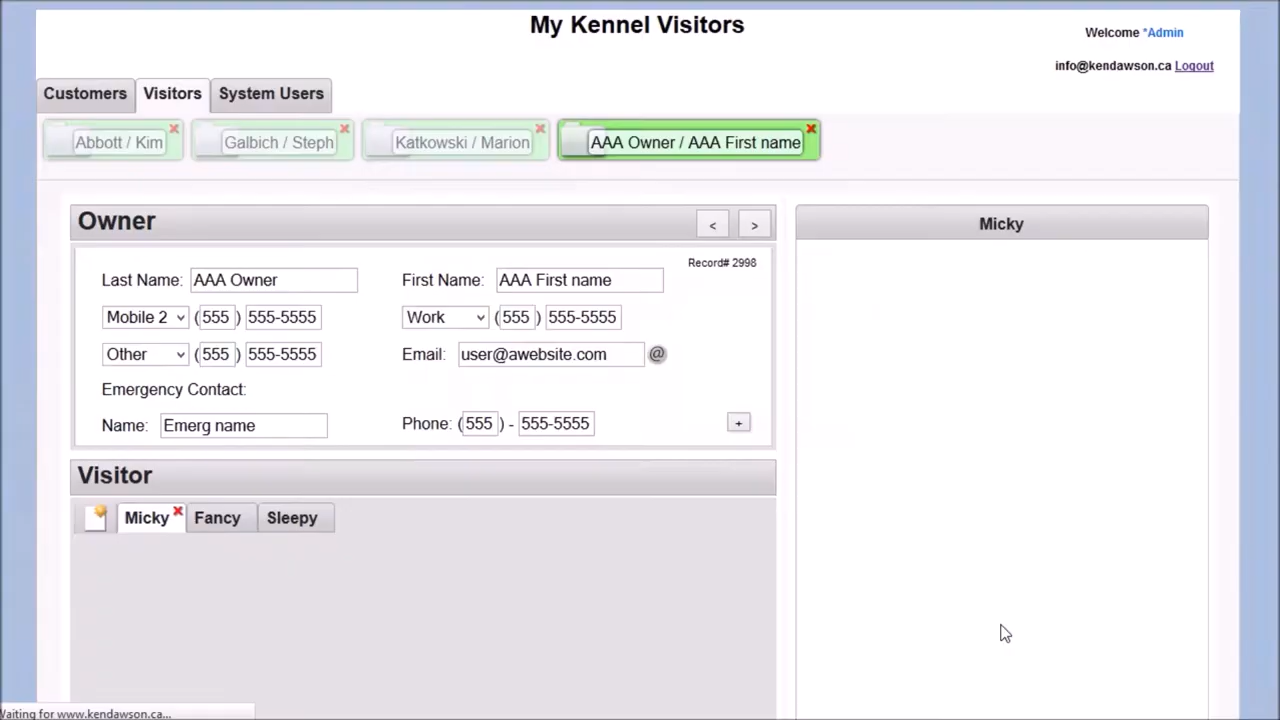 My Kennel Visitors
Welcome *Admin
info@kendawson.ca Logout
Customers Visitors System Users
Abbott / Kim Galbich / Steph Katkowski / Marion AAA Owner / AAA First name
Owner < >
Micky
Record# 2998
Last Name: AAA Owner First Name: AAA First name
Mobile 2 (555) 555-5555 Work (555) 555-5555
Other (555) 555-5555 Email: user@awebsite.com @
Emergency Contact:
Name: Emerg name Phone: (555) - 555-5555 +
Visitor
Micky Fancy Sleepy
Waiting for www.kendawson.ca...